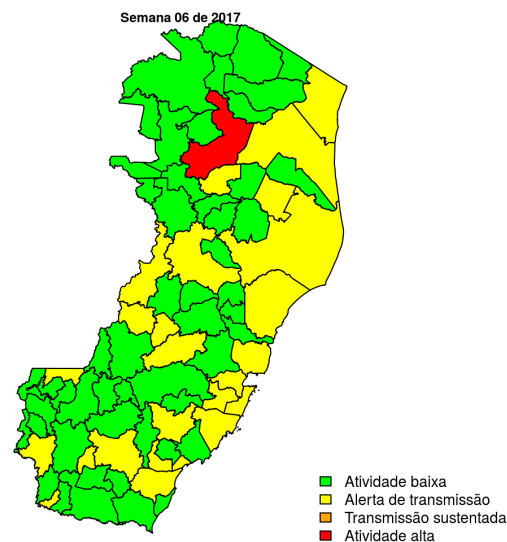 Semana 06 de 2017
Atividade baixa
Alerta de transmissão
Transmissão sustentada
Atividade alta